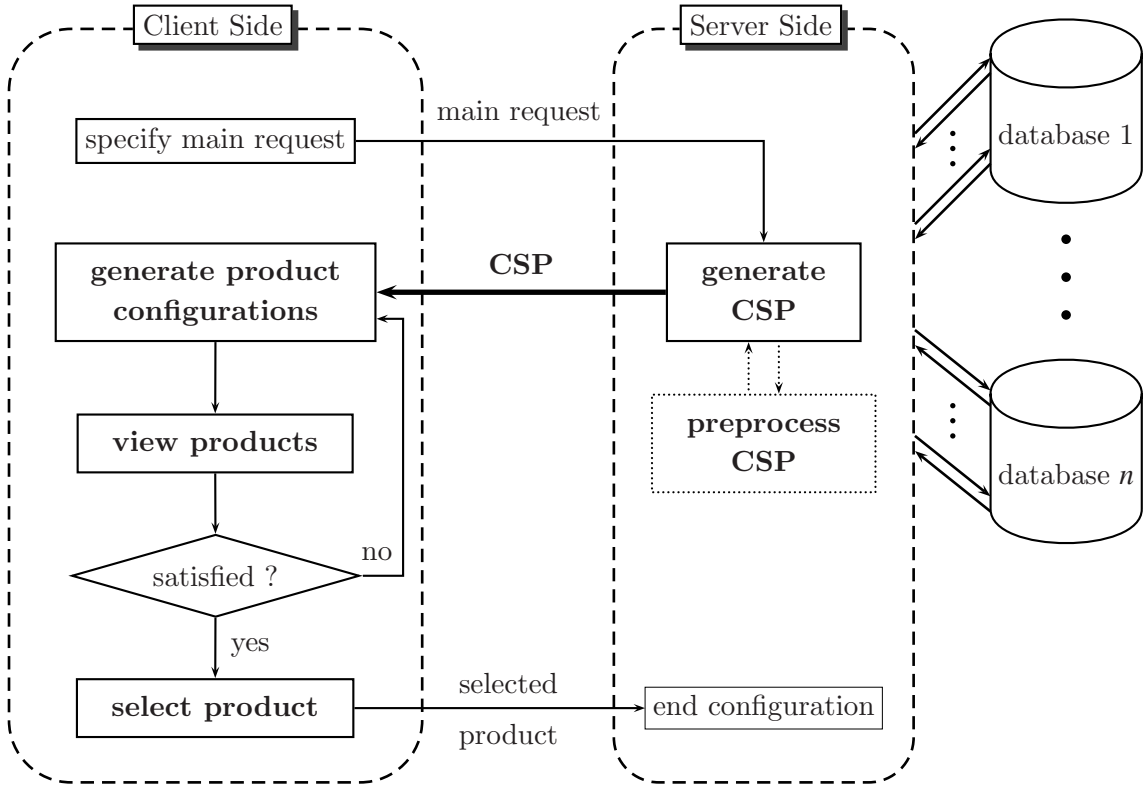 Client Side
Server Side
main request
specify main request
database 1
generate product
configurations
CSP
generate
CSP
view products
preprocess
CSP
database n
no
satisfied ?
yes
select product
selected
product
end configuration